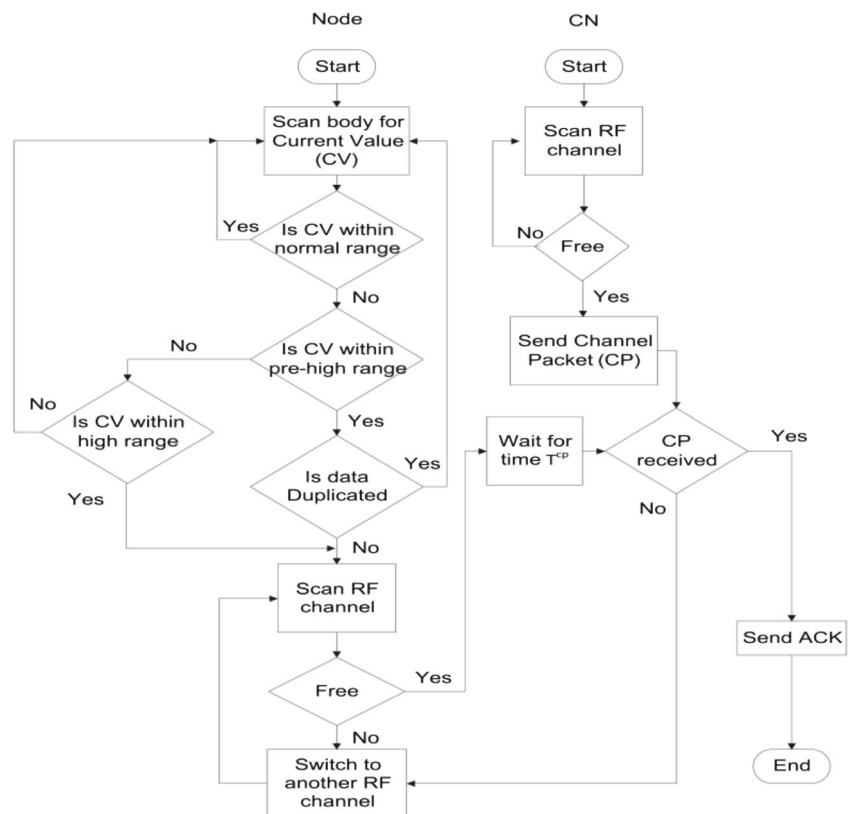 Node
CN
Start
Start
Scan body for
Current Value
(CV)
Scan RF
channel
Yes
Is CV within
normal range
No
Free
No
Yes
No
Is CV within
pre-high range
Send Channel
Packet (CP)
No
Is CV within
high range
Yes
Wait for
time Tcp
CP
received
Yes
Is data
Duplicated
Yes
Yes
No
No
Scan RF
channel
Send ACK
Free
Yes
No
Switch to
another RF
channel
End